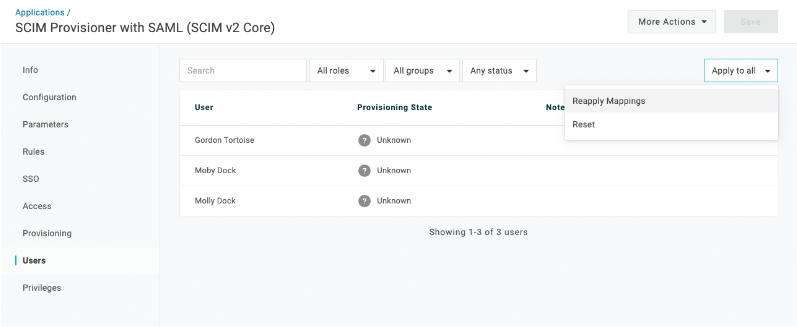 Applications /
SCIM Provisioner with SAML (SCIM v2 Core)
More Actions
Save
Info
Configuration
Parameters
Rules
SSO
Access
Provisioning
Users
Privileges
Search
All roles
All groups
Any status
Apply to all
Reapply Mappings
Reset
User
Provisioning State
Note
Gordon Tortoise
? Unknown
Moby Dock
? Unknown
Molly Dock
? Unknown
Showing 1-3 of 3 users